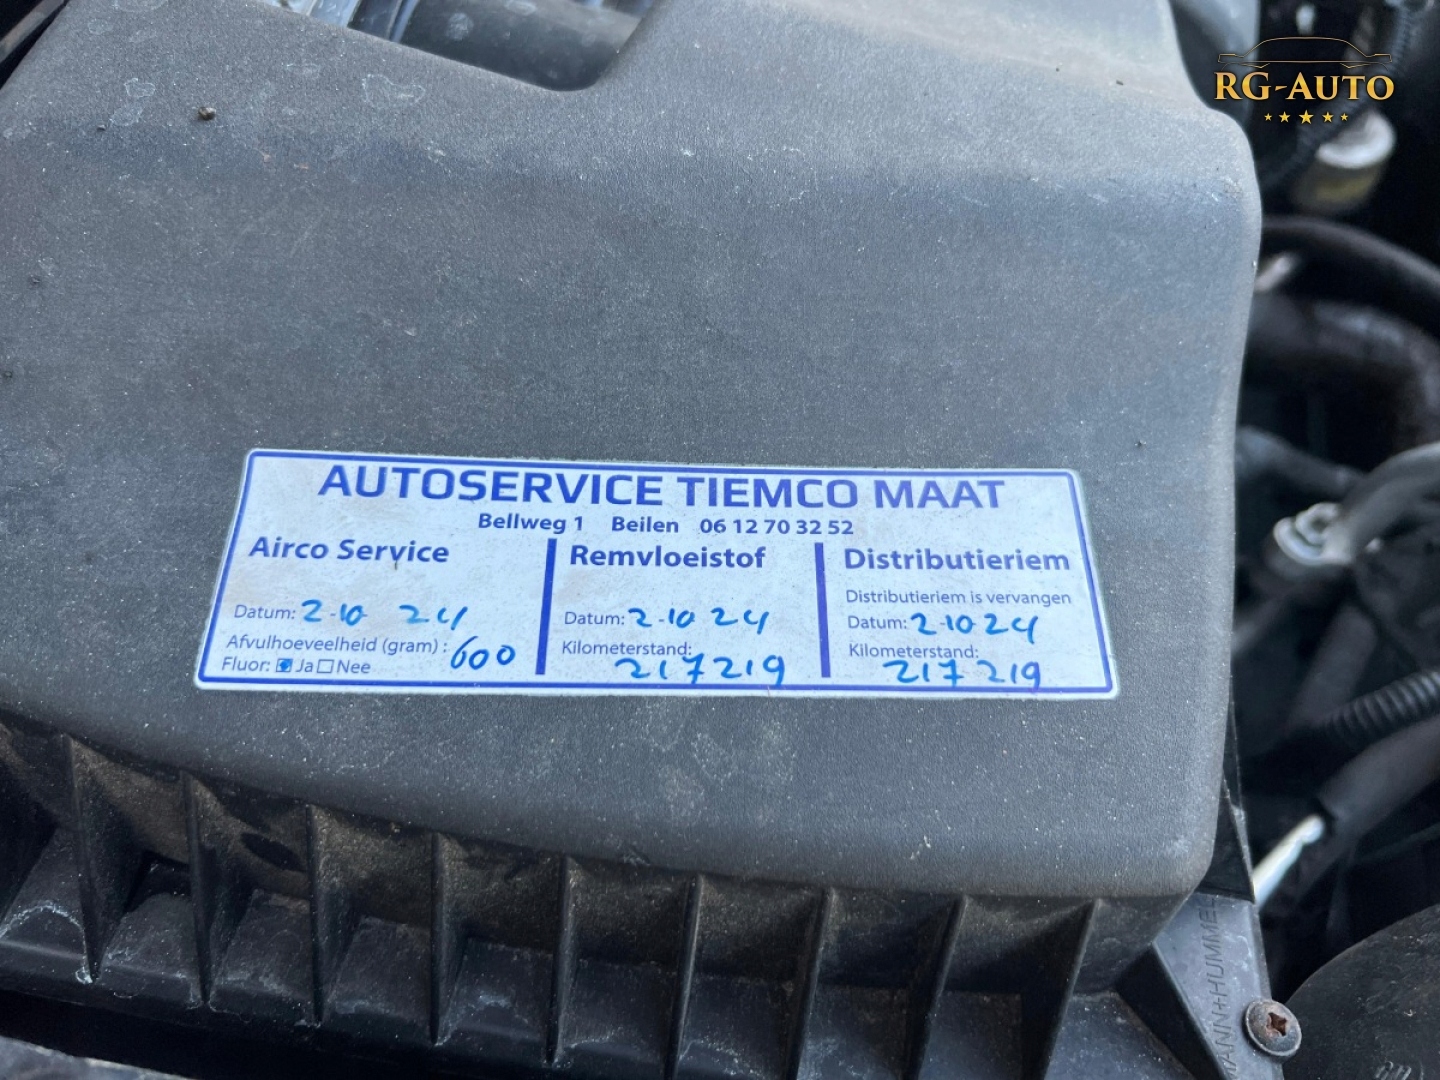 RG-AUTO
AUTOSERVICE TIEMCO MAAT
Bellweg 1 Beilen 06 12 70 32 52
Airco Service
Datum: 2-10 24
Afvulhoeveelheid (gram) : 600
Fluor: Ja Nee
Remvloeistof
Datum: 2-10 24
Kilometerstand:
217219
Distributieriem
Distributieriem is vervangen
Datum: 2-10 24
Kilometerstand:
217219
MANN+HUMMEL